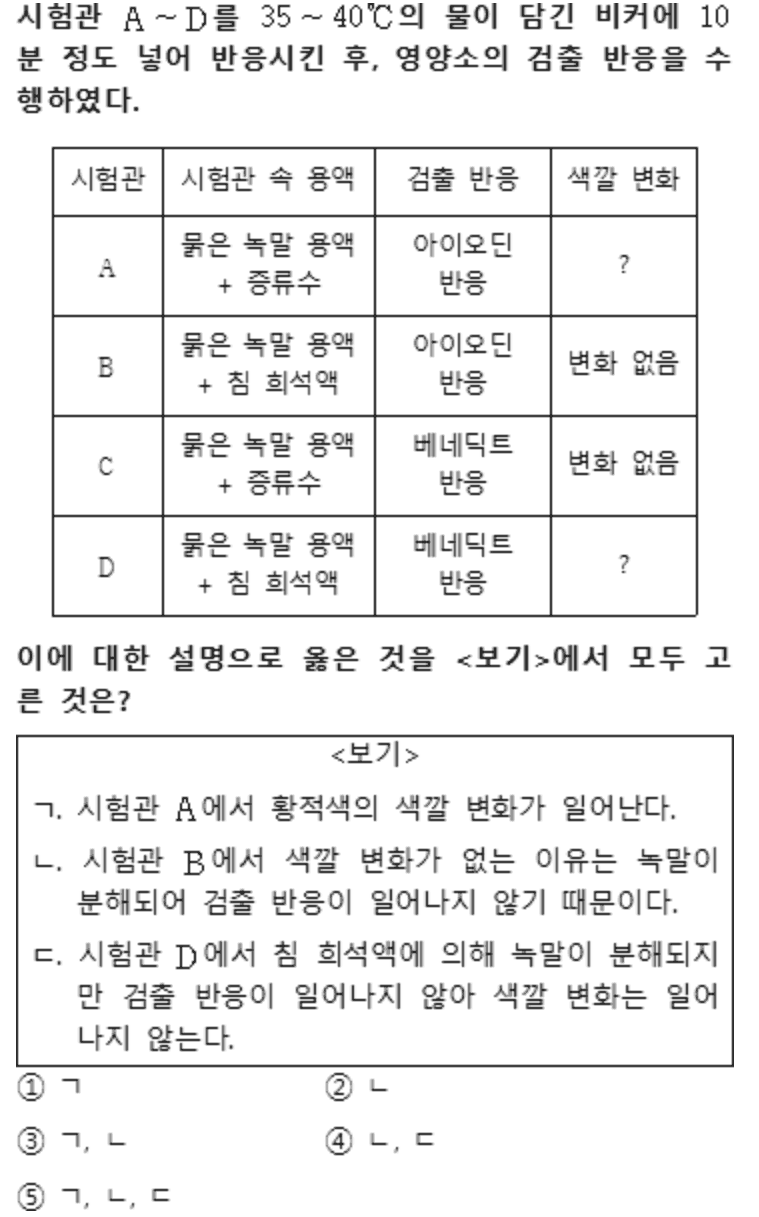 시험관 A ~ D를 35 ~ 40℃의 물이 담긴 비커에 10
분 정도 넣어 반응시킨 후, 영양소의 검출 반응을 수
행하였다.
시험관 시험관 속 용액 검출 반응 색깔 변화
A 묽은 녹말 용액 + 증류수 아이오딘 반응 ?
B 묽은 녹말 용액 + 침 희석액 아이오딘 반응 변화 없음
C 묽은 녹말 용액 + 증류수 베네딕트 반응 변화 없음
D 묽은 녹말 용액 + 침 희석액 베네딕트 반응 ?
이에 대한 설명으로 옳은 것을 <보기>에서 모두 고
른 것은?
<보기>
ㄱ. 시험관 A에서 황적색의 색깔 변화가 일어난다.
ㄴ. 시험관 B에서 색깔 변화가 없는 이유는 녹말이
분해되어 검출 반응이 일어나지 않기 때문이다.
ㄷ. 시험관 D에서 침 희석액에 의해 녹말이 분해되지
만 검출 반응이 일어나지 않아 색깔 변화는 일어
나지 않는다.
① ㄱ ② ㄴ
③ ㄱ, ㄴ ④ ㄴ, ㄷ
⑤ ㄱ, ㄴ, ㄷ